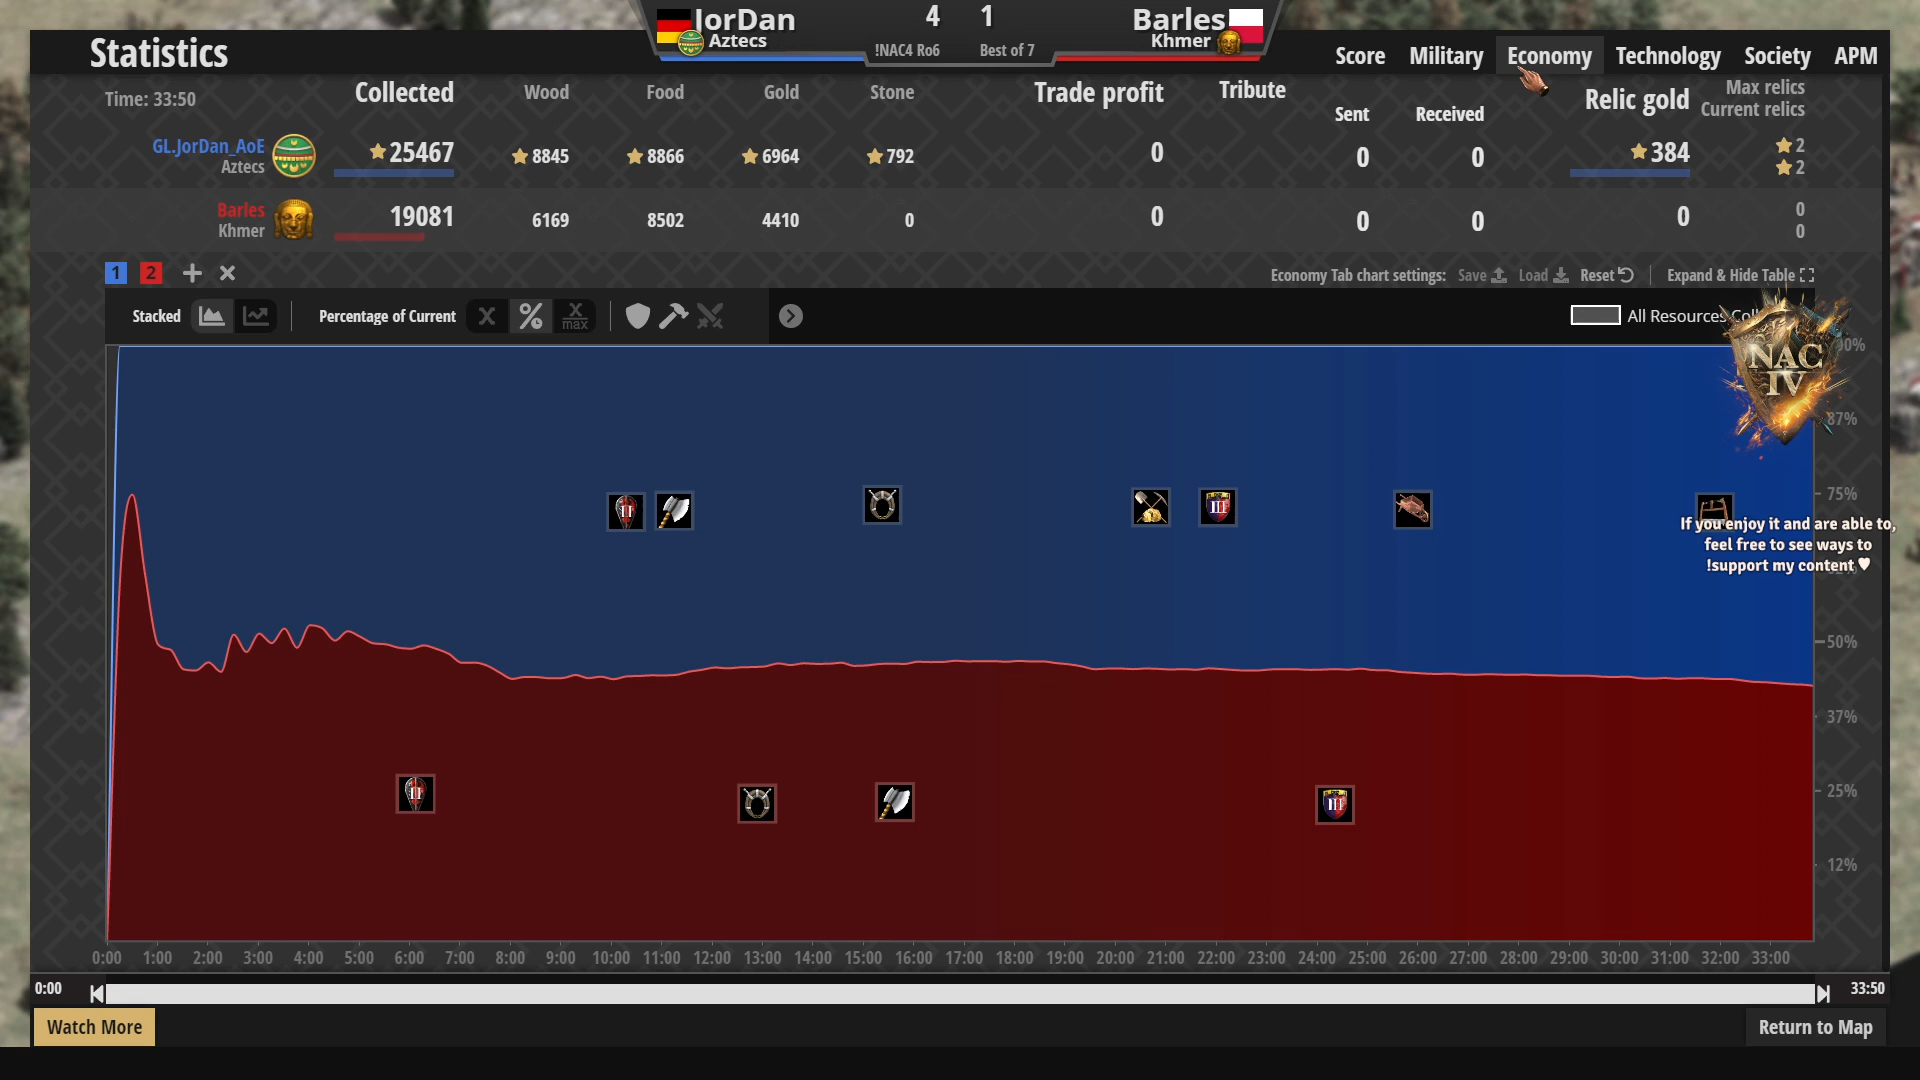 JorDan 4 1 Barles
Aztecs !NAC4 Ro6 Best of 7 Khmer
Statistics
Score Military Economy Technology Society APM
Time: 33:50
Collected Wood Food Gold Stone Trade profit Tribute Sent Received Relic gold Max relics
Current relics
GL.JorDan_AoE
Aztecs
25467 8845 8866 6964 792 0 0 0 384 2
2
Barles
Khmer
19081 6169 8502 4410 0 0 0 0 0 0
0
1 2
Economy Tab chart settings: Save Load Reset Expand & Hide Table
Stacked Percentage of Current X % X
max
All Resources Coll
NAC
IV
87%
75%
If you enjoy it and are able to,
feel free to see ways to
!support my content ♥
50%
37%
25%
12%
II III
II III
0:00 1:00 2:00 3:00 4:00 5:00 6:00 7:00 8:00 9:00 10:00 11:00 12:00 13:00 14:00 15:00 16:00 17:00 18:00 19:00 20:00 21:00 22:00 23:00 24:00 25:00 26:00 27:00 28:00 29:00 30:00 31:00 32:00 33:00
0:00 33:50
Watch More Return to Map